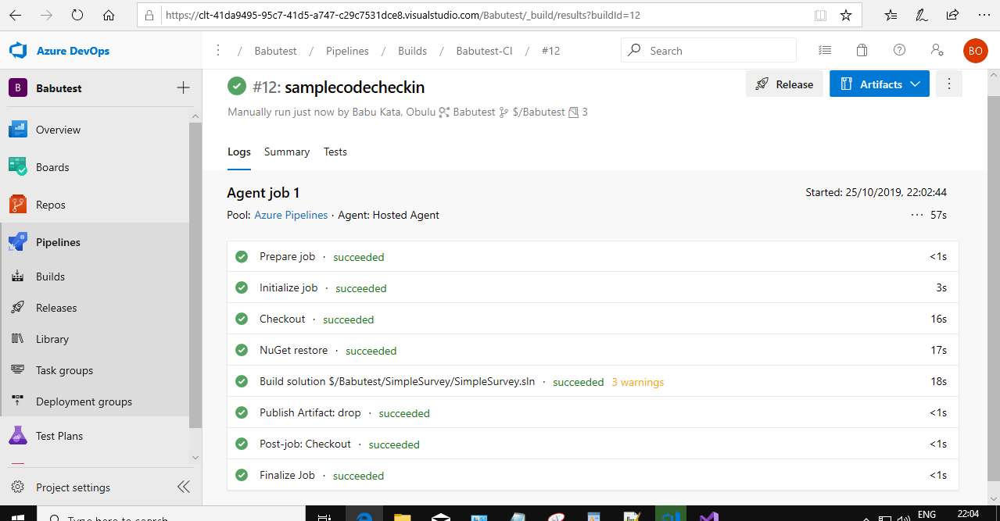 https://clt-41da9495-95c7-41d5-a747-c29c7531dce8.visualstudio.com/Babutest/_build/results?buildId=12
Azure DevOps
/ Babutest / Pipelines / Builds / Babutest-CI / #12
Search
BO
B Babutest
Overview
Boards
Repos
Pipelines
Builds
Releases
Library
Task groups
Deployment groups
Test Plans
Project settings
#12: samplecodecheckin
Release
Artifacts
Manually run just now by Babu Kata, Obulu Babutest $/Babutest 3
Logs Summary Tests
Agent job 1
Started: 25/10/2019, 22:02:44
Pool: Azure Pipelines · Agent: Hosted Agent
··· 57s
Prepare job · succeeded <1s
Initialize job · succeeded 3s
Checkout · succeeded 16s
NuGet restore · succeeded 17s
Build solution $/Babutest/SimpleSurvey/SimpleSurvey.sln · succeeded 3 warnings 18s
Publish Artifact: drop · succeeded <1s
Post-job: Checkout · succeeded <1s
Finalize Job · succeeded <1s
Type here to search
ENG
22:04